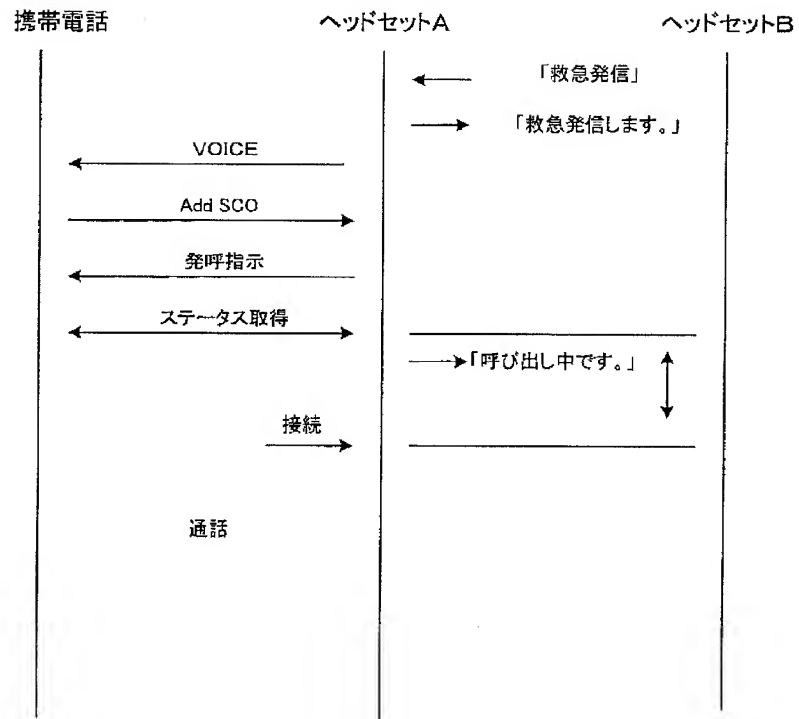 携帯電話
ヘッドセットA
ヘッドセットB
「救急発信」
「救急発信します。」
VOICE
Add SCO
発呼指示
ステータス取得
「呼び出し中です。」
接続
通話